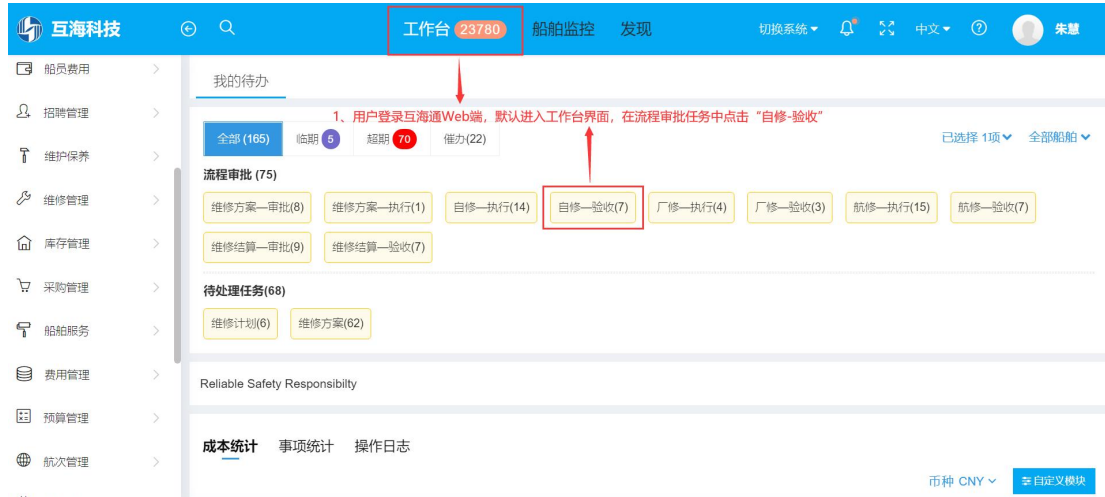 互海科技
工作台 23780 船舶监控 发现 切换系统 中文 朱慧
船员费用
招聘管理
维护保养
维修管理
库存管理
采购管理
船舶服务
费用管理
预算管理
航次管理
我的待办
1、用户登录互海通Web端，默认进入工作台界面，在流程审批任务中点击“自修-验收”
全部 (165) 临期 5 超期 70 催办(22) 已选择 1项 全部船舶
流程审批 (75)
维修方案—审批(8) 维修方案—执行(1) 自修—执行(14) 自修—验收(7) 厂修—执行(4) 厂修—验收(3) 航修—执行(15) 航修—验收(7)
维修结算—审批(9) 维修结算—验收(7)
待处理任务(68)
维修计划(6) 维修方案(62)
Reliable Safety Responsibilty
成本统计 事项统计 操作日志
币种 CNY 自定义模块